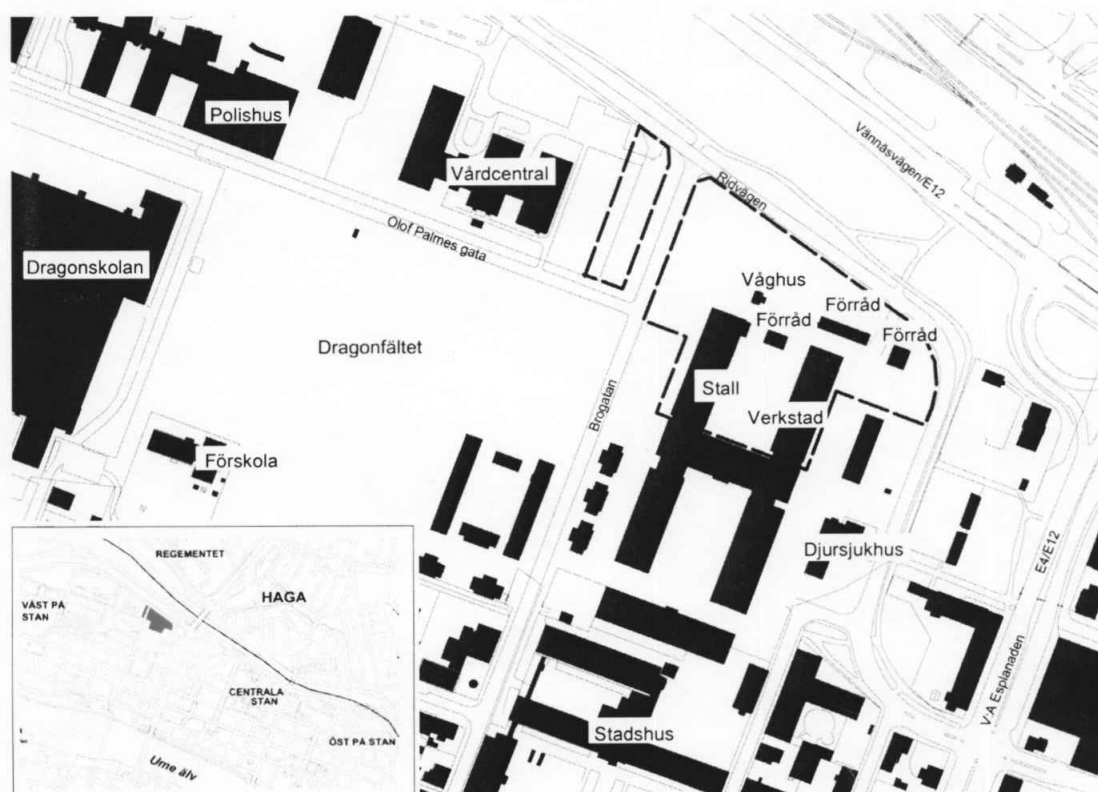 Polishus
Vårdcentral
Vännäsvägen/E12
Ridvägen
Olof Palmes gata
Dragonskolan
Våghus
Förråd
Förråd
Förråd
Dragonfältet
Stall
Brogatan
Verkstad
Förskola
Djursjukhus
E4/E12
V:A Esplanaden
Stadshus
REGEMENTET
HAGA
VÄST PÅ
STAN
CENTRALA
STAN
ÖST PÅ STAN
Ume älv